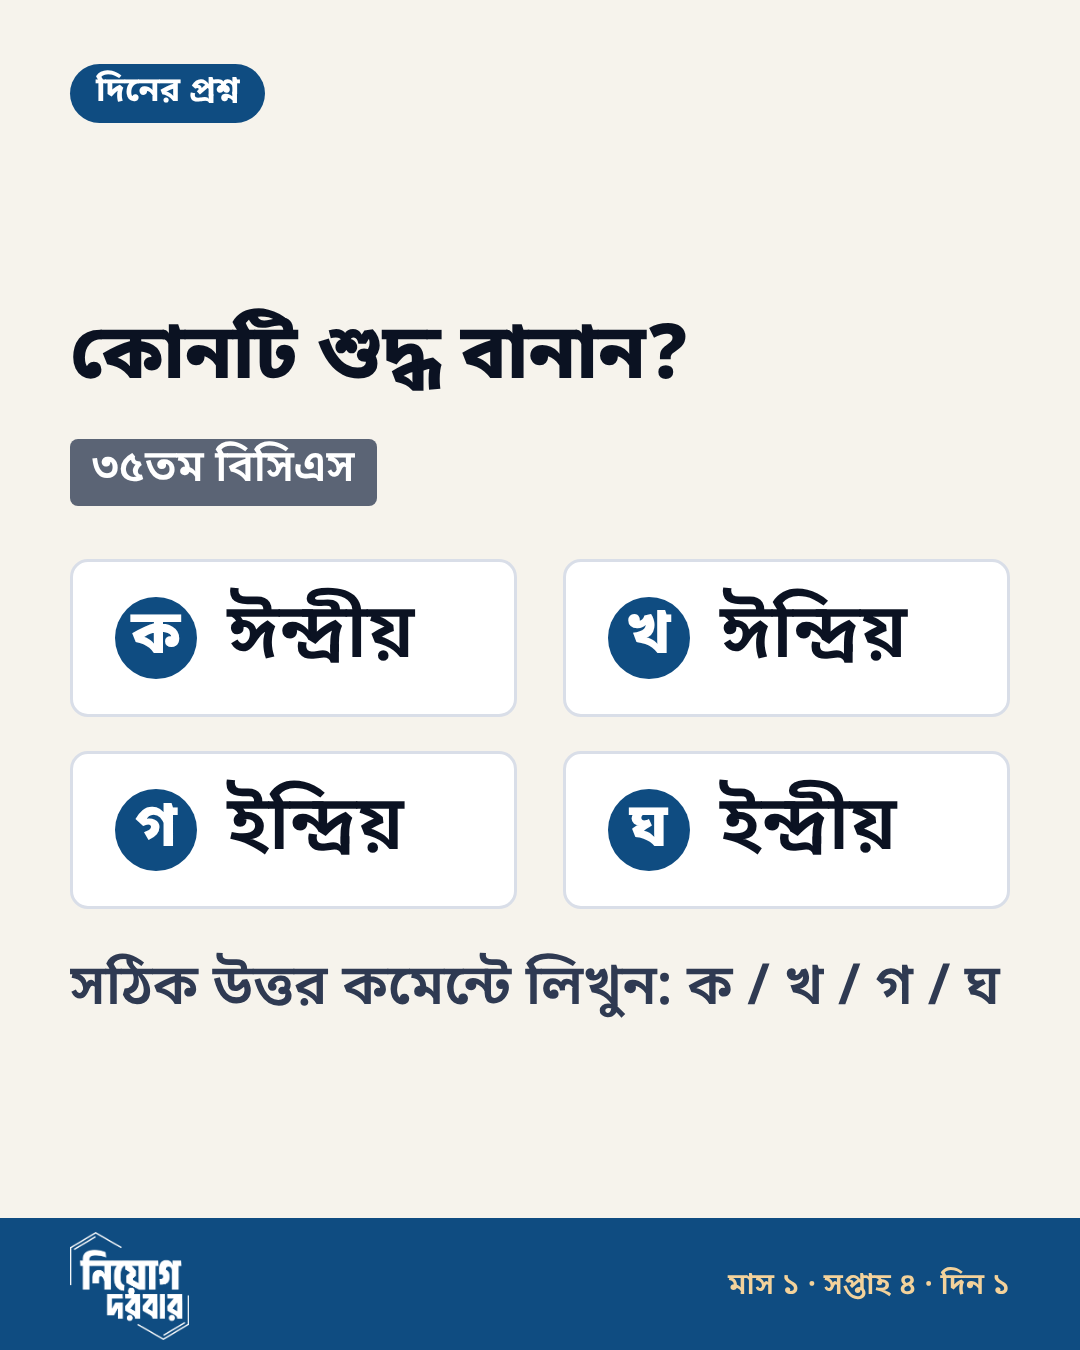 দিনের প্রশ্ন
কোনটি শুদ্ধ বানান?
৩৫তম বিসিএস
ক ঈন্দ্রীয়
খ ঈন্দ্রিয়
গ ইন্দ্রিয়
ঘ ইন্দ্রীয়
সঠিক উত্তর কমেন্টে লিখুন: ক / খ / গ / ঘ
নিয়োগ
দরবার
মাস ১ · সপ্তাহ ৪ · দিন ১